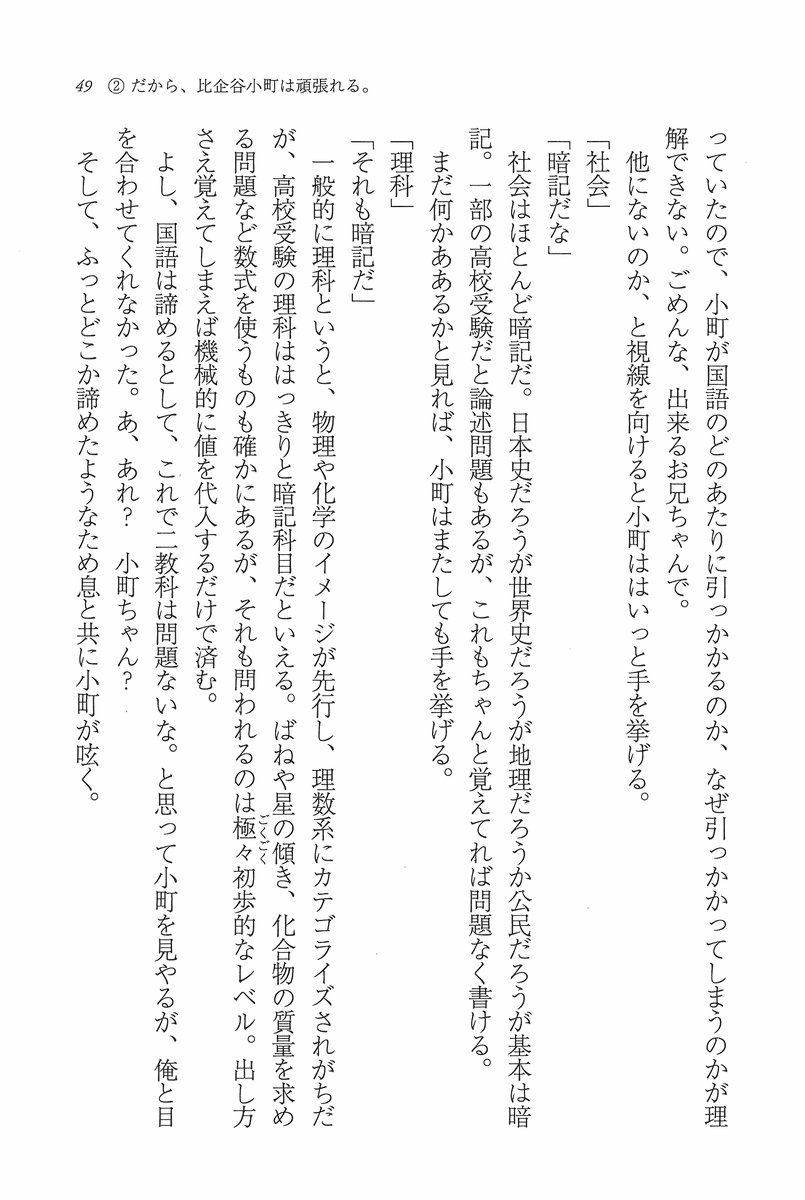 49 ② だから、比企谷小町は頑張れる。
っていたので、小町が国語のどのあたりに引っかかるのか、なぜ引っかかってしまうのかが理
解できない。ごめんな、出来るお兄ちゃんで。
他にないのか、と視線を向けると小町ははいっと手を挙げる。
「社会」
「暗記だな」
社会はほとんど暗記だ。日本史だろうが世界史だろうが地理だろうか公民だろうが基本は暗
記。一部の高校受験だと論述問題もあるが、これもちゃんと覚えてれば問題なく書ける。
まだ何かああるかと見れば、小町はまたしても手を挙げる。
「理科」
「それも暗記だ」
一般的に理科というと、物理や化学のイメージが先行し、理数系にカテゴライズされがちだ
が、高校受験の理科ははっきりと暗記科目だといえる。ばねや星の傾き、化合物の質量を求め
る問題など数式を使うものも確かにあるが、それも問われるのは極々初歩的なレベル。出し方
ごくごく
さえ覚えてしまえば機械的に値を代入するだけで済む。
よし、国語は諦めるとして、これで二教科は問題ないな。と思って小町を見やるが、俺と目
を合わせてくれなかった。あ、あれ？　小町ちゃん？
そして、ふっとどこか諦めたようなため息と共に小町が呟く。